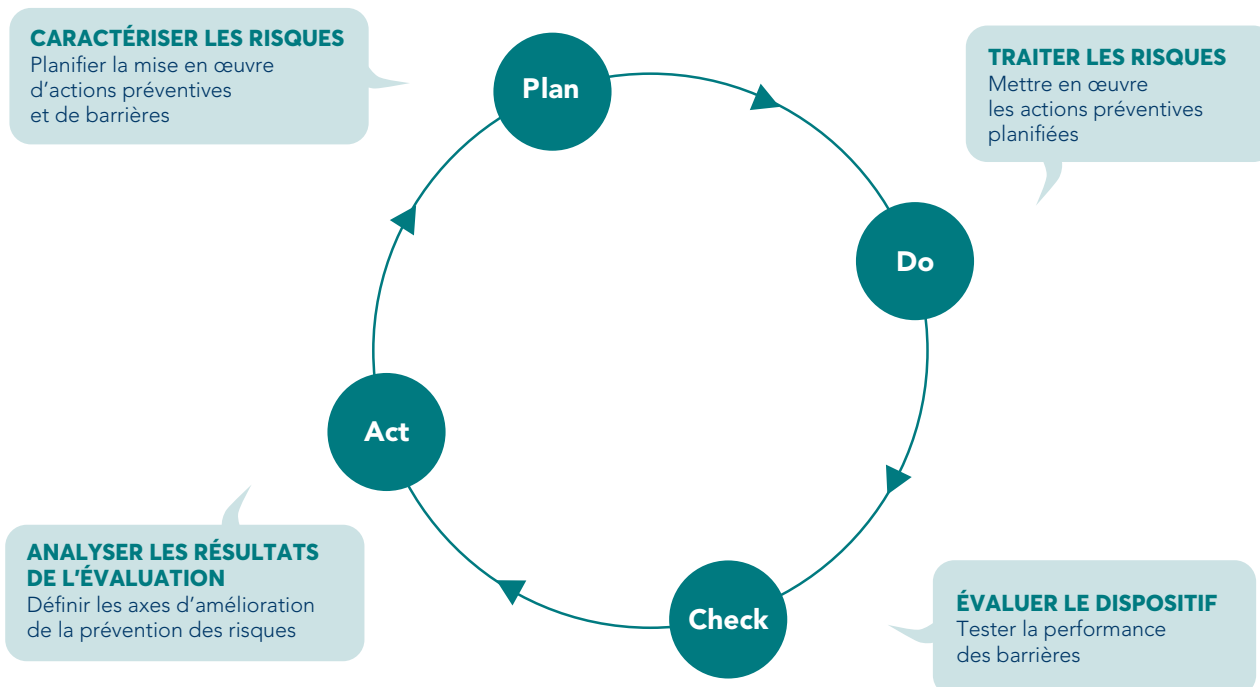 CARACTÉRISER LES RISQUES
Planifier la mise en œuvre
d'actions préventives
et de barrières
Plan
TRAITER LES RISQUES
Mettre en œuvre
les actions préventives
planifiées
Do
Act
ANALYSER LES RÉSULTATS
DE L'ÉVALUATION
Définir les axes d'amélioration
de la prévention des risques
Check
ÉVALUER LE DISPOSITIF
Tester la performance
des barrières